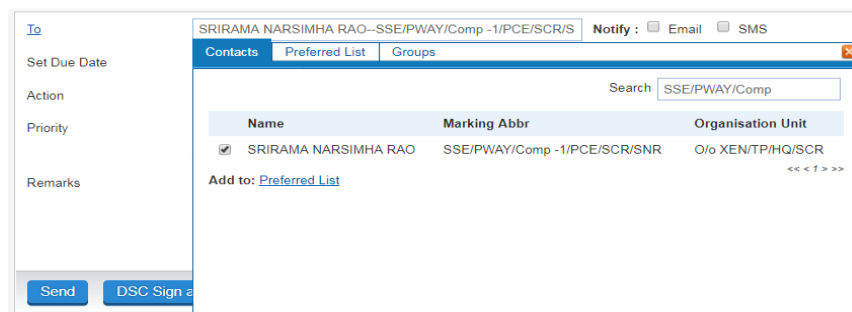 To SRIRAMA NARSIMHA RAO--SSE/PWAY/Comp -1/PCE/SCR/S Notify : Email SMS
Contacts Preferred List Groups
Set Due Date
Search SSE/PWAY/Comp
Action
Name Marking Abbr Organisation Unit
Priority
SRIRAMA NARSIMHA RAO SSE/PWAY/Comp -1/PCE/SCR/SNR O/o XEN/TP/HQ/SCR
<< < 1 > >>
Remarks
Add to: Preferred List
Send DSC Sign a